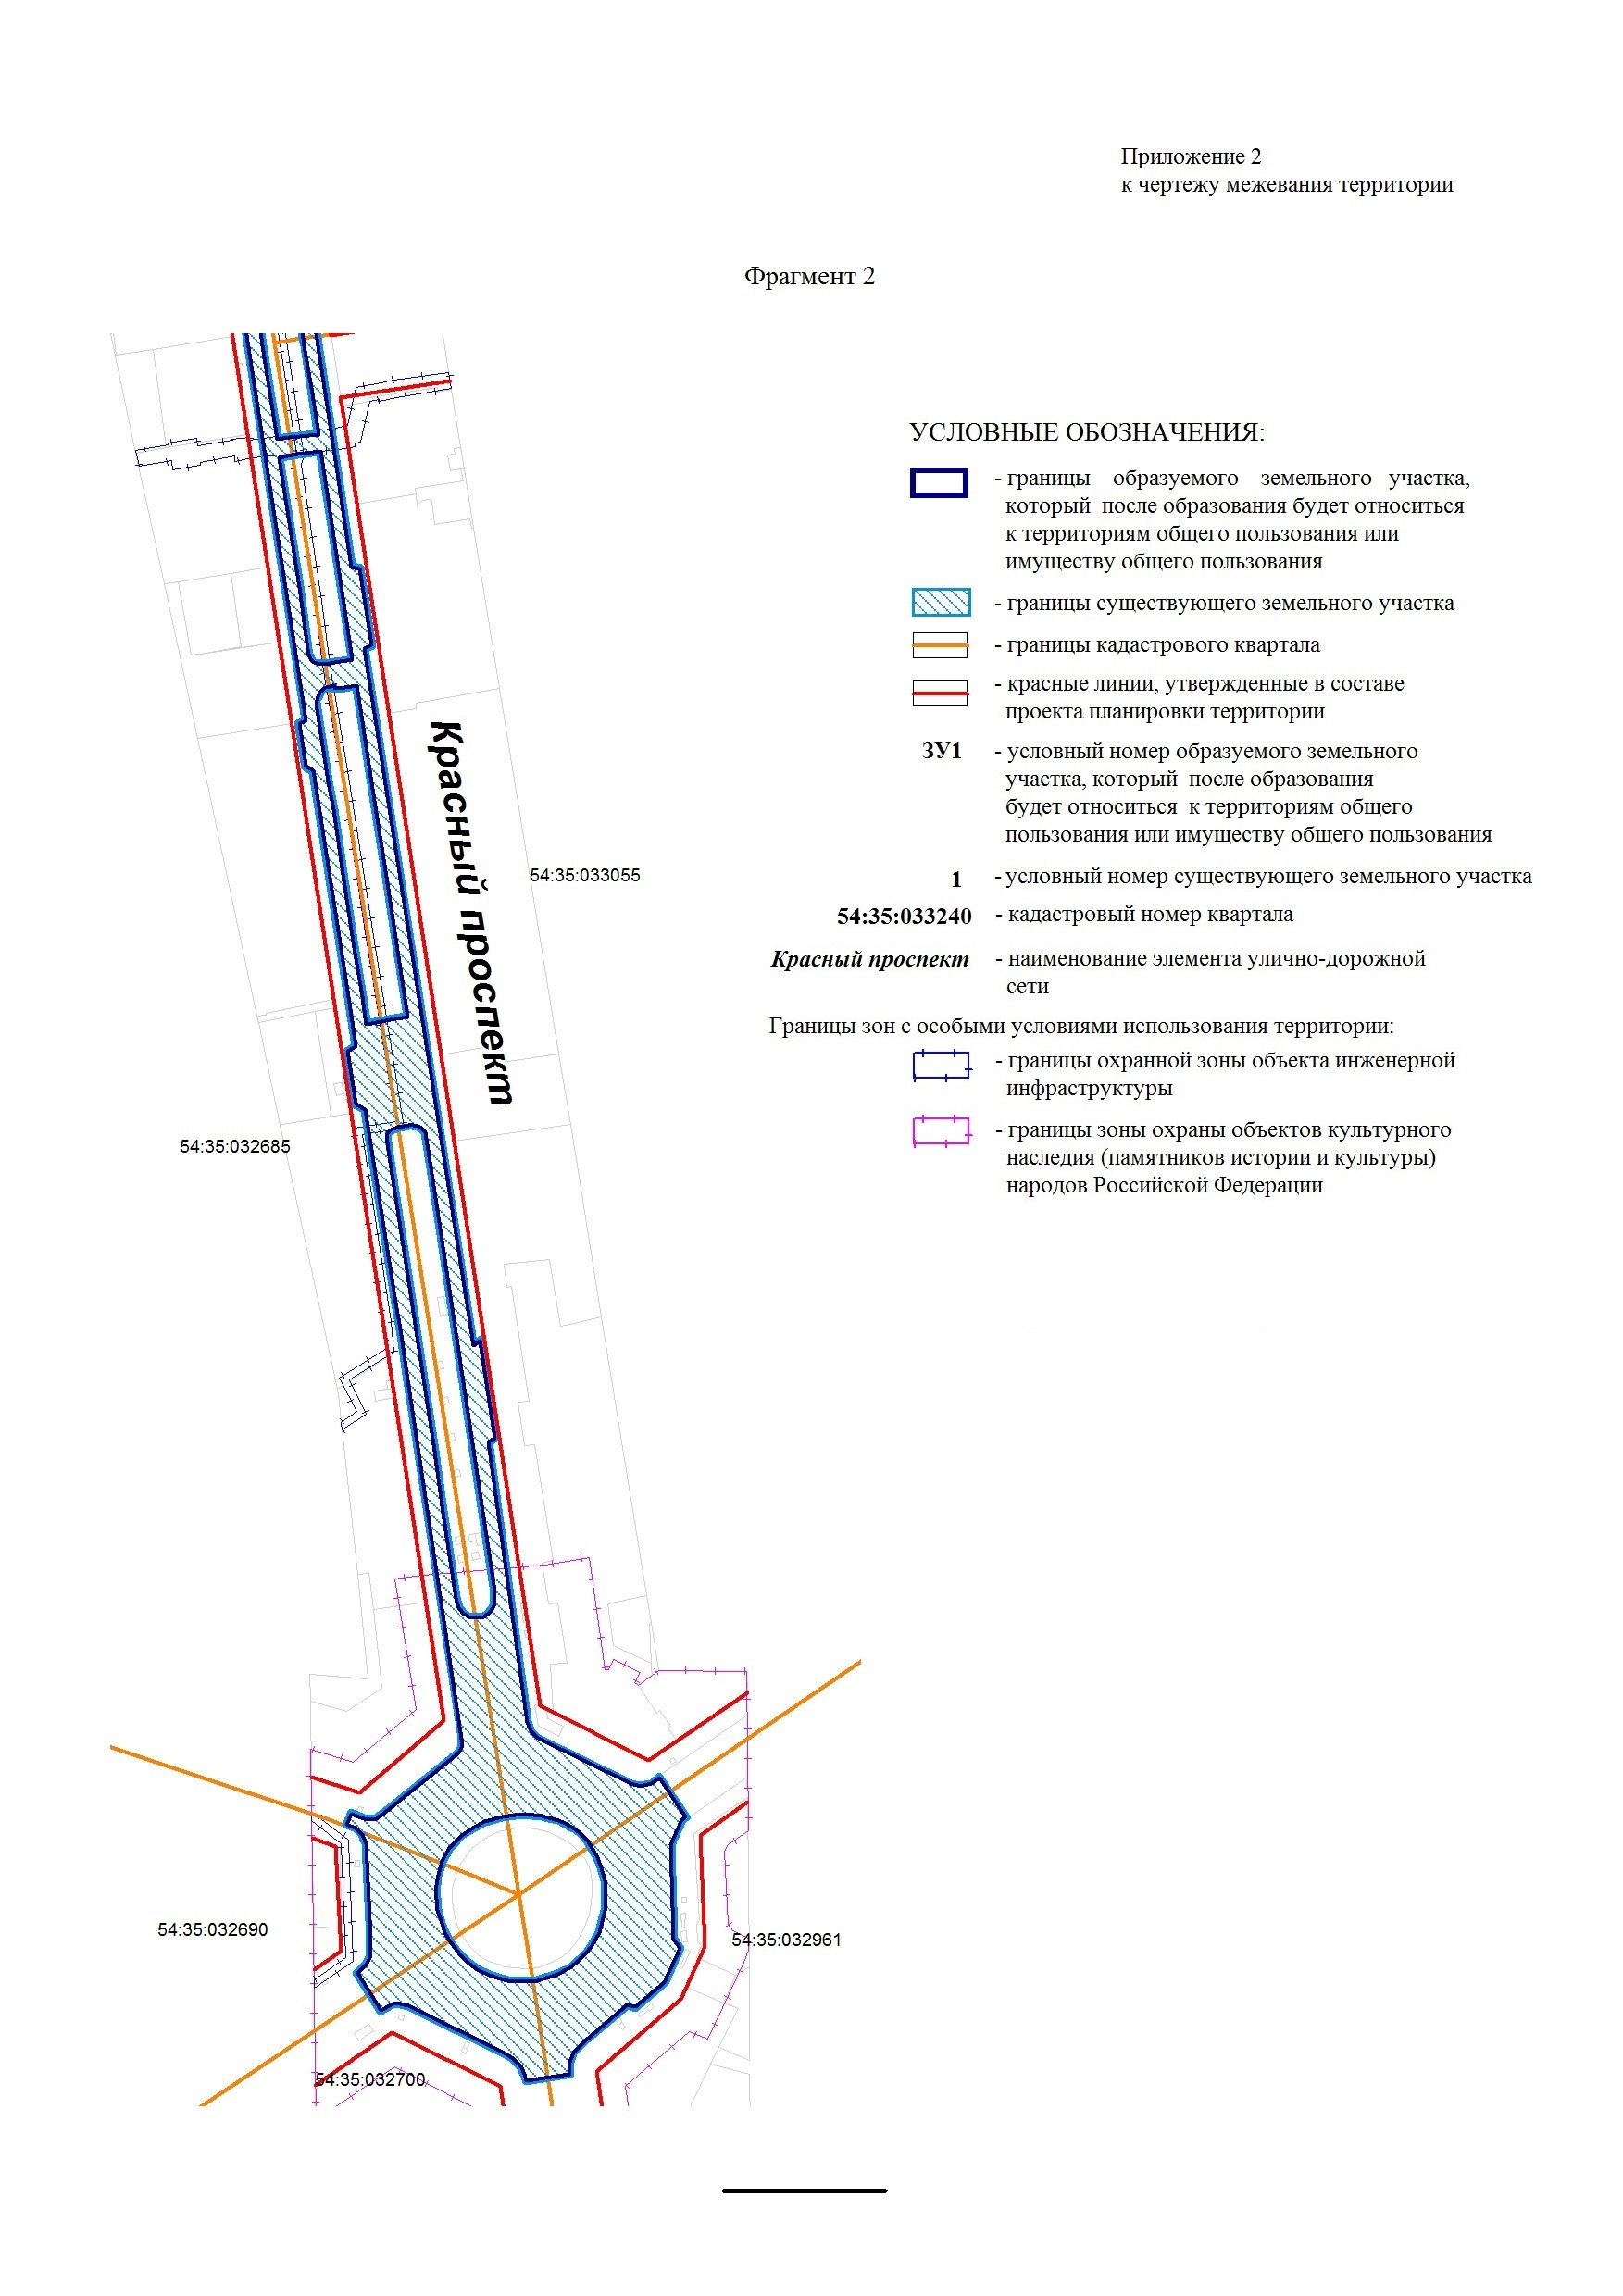 Приложение 2
к чертежу межевания территории
Фрагмент 2
УСЛОВНЫЕ ОБОЗНАЧЕНИЯ:
- границы образуемого земельного участка,
который после образования будет относиться
к территориям общего пользования или
имуществу общего пользования
- границы существующего земельного участка
- границы кадастрового квартала
- красные линии, утвержденные в составе
проекта планировки территории
ЗУ1 - условный номер образуемого земельного
участка, который после образования
будет относиться к территориям общего
пользования или имуществу общего пользования
1 - условный номер существующего земельного участка
54:35:033240 - кадастровый номер квартала
Красный проспект - наименование элемента улично-дорожной
сети
Границы зон с особыми условиями использования территории:
- границы охранной зоны объекта инженерной
инфраструктуры
- границы зоны охраны объектов культурного
наследия (памятников истории и культуры)
народов Российской Федерации
Красный проспект
54:35:033055
54:35:032685
54:35:032690
54:35:032961
54:35:032700